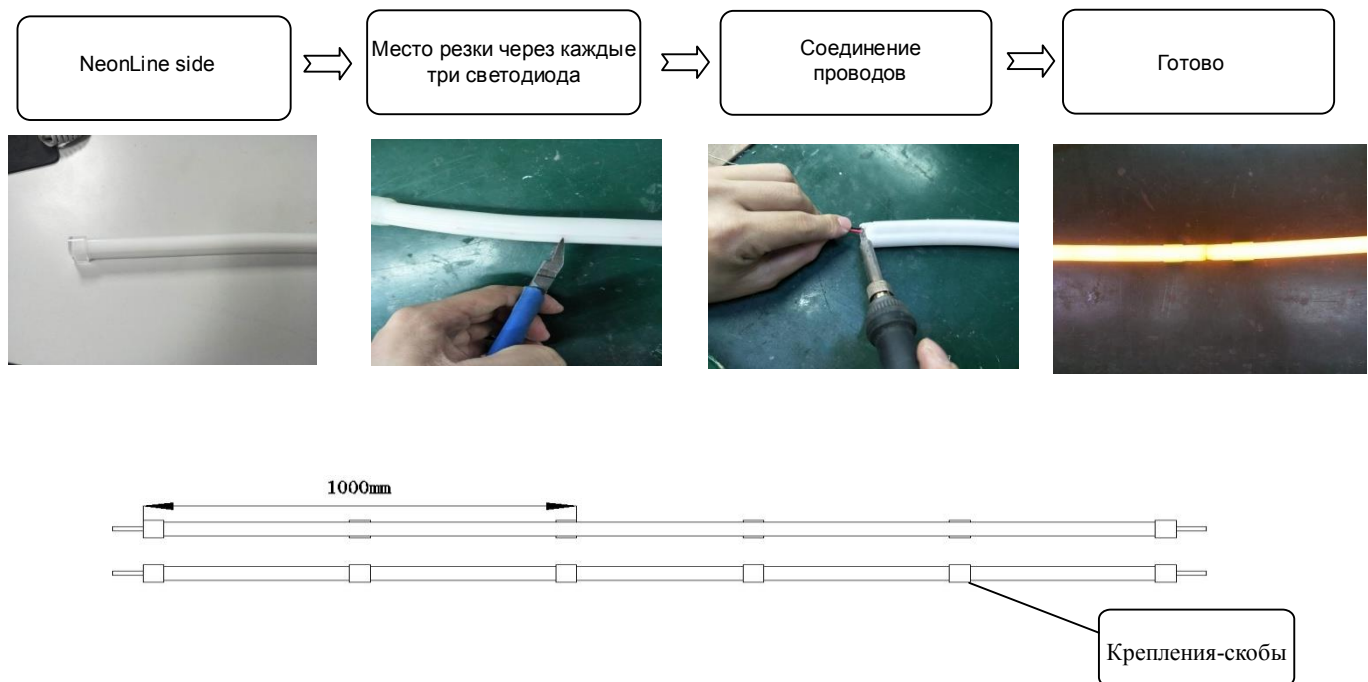 NeonLine side
Место резки через каждые
три светодиода
Соединение
проводов
Готово
1000mm
Крепления-скобы